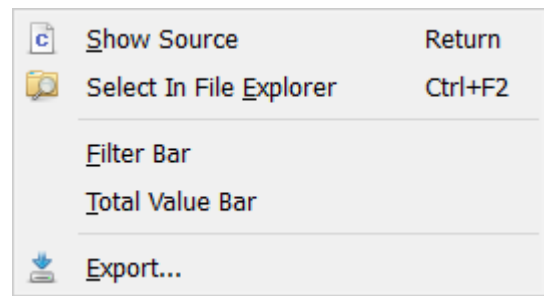 Show Source Return
Select In File Explorer Ctrl+F2
Filter Bar
Total Value Bar
Export...